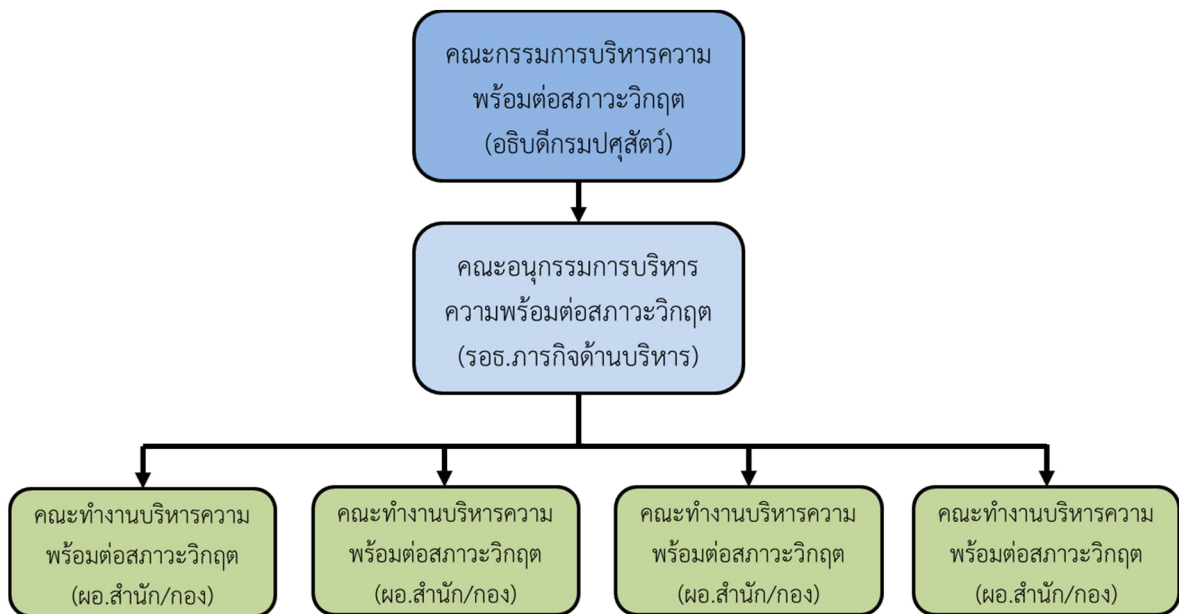 คณะกรรมการบริหารความ
พร้อมต่อสภาวะวิกฤต
(อธิบดีกรมปศุสัตว์)
คณะอนุกรรมการบริหาร
ความพร้อมต่อสภาวะวิกฤต
(รอธ.ภารกิจด้านบริหาร)
คณะทำงานบริหารความ
พร้อมต่อสภาวะวิกฤต
(ผอ.สำนัก/กอง)
คณะทำงานบริหารความ
พร้อมต่อสภาวะวิกฤต
(ผอ.สำนัก/กอง)
คณะทำงานบริหารความ
พร้อมต่อสภาวะวิกฤต
(ผอ.สำนัก/กอง)
คณะทำงานบริหารความ
พร้อมต่อสภาวะวิกฤต
(ผอ.สำนัก/กอง)